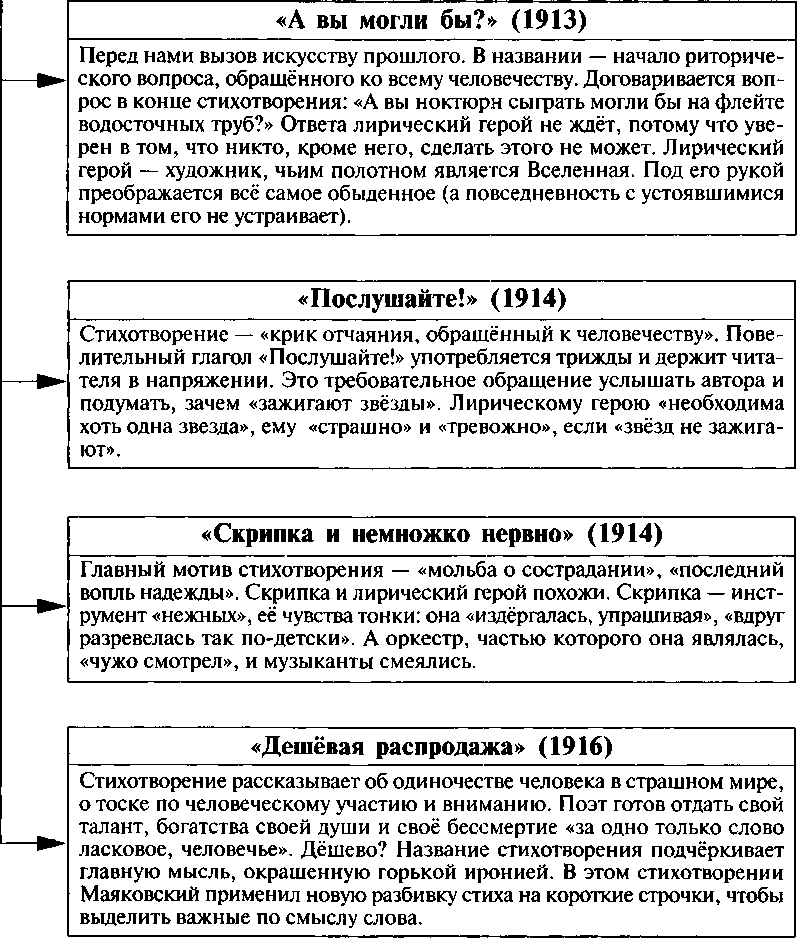 «А вы могли бы?» (1913)
Перед нами вызов искусству прошлого. В названии — начало риториче-
ского вопроса, обращённого ко всему человечеству. Договаривается воп-
рос в конце стихотворения: «А вы ноктюрн сыграть могли бы на флейте
водосточных труб?» Ответа лирический герой не ждёт, потому что уве-
рен в том, что никто, кроме него, сделать этого не может. Лирический
герой — художник, чьим полотном является Вселенная. Под его рукой
преображается всё самое обыденное (а повседневность с устоявшимися
нормами его не устраивает).
«Послушайте!» (1914)
Стихотворение — «крик отчаяния, обращённый к человечеству». Пове-
лительный глагол «Послушайте!» употребляется трижды и держит чита-
теля в напряжении. Это требовательное обращение услышать автора и
подумать, зачем «зажигают звёзды». Лирическому герою «необходима
хоть одна звезда», ему «страшно» и «тревожно», если «звёзд не зажига-
ют».
«Скрипка и немножко нервно» (1914)
Главный мотив стихотворения — «мольба о сострадании», «последний
вопль надежды». Скрипка и лирический герой похожи. Скрипка — инст-
румент «нежных», её чувства тонки: она «издёргалась, упрашивая», «вдруг
разревелась так по-детски». А оркестр, частью которого она являлась,
«чужо смотрел», и музыканты смеялись.
«Дешёвая распродажа» (1916)
Стихотворение рассказывает об одиночестве человека в страшном мире,
о тоске по человеческому участию и вниманию. Поэт готов отдать свой
талант, богатства своей души и своё бессмертие «за одно только слово
ласковое, человечье». Дёшево? Название стихотворения подчёркивает
главную мысль, окрашенную горькой иронией. В этом стихотворении
Маяковский применил новую разбивку стиха на короткие строчки, чтобы
выделить важные по смыслу слова.